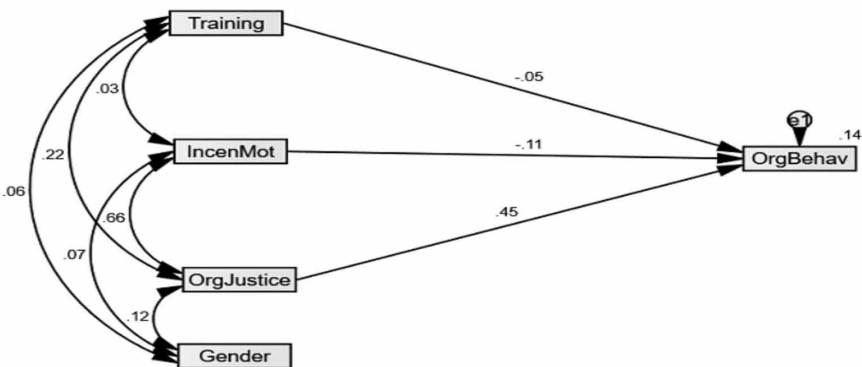 Training
.03
-.05
e1
.14
.22
IncenMot
-.11
OrgBehav
.06
.66
.45
.07
OrgJustice
.12
Gender